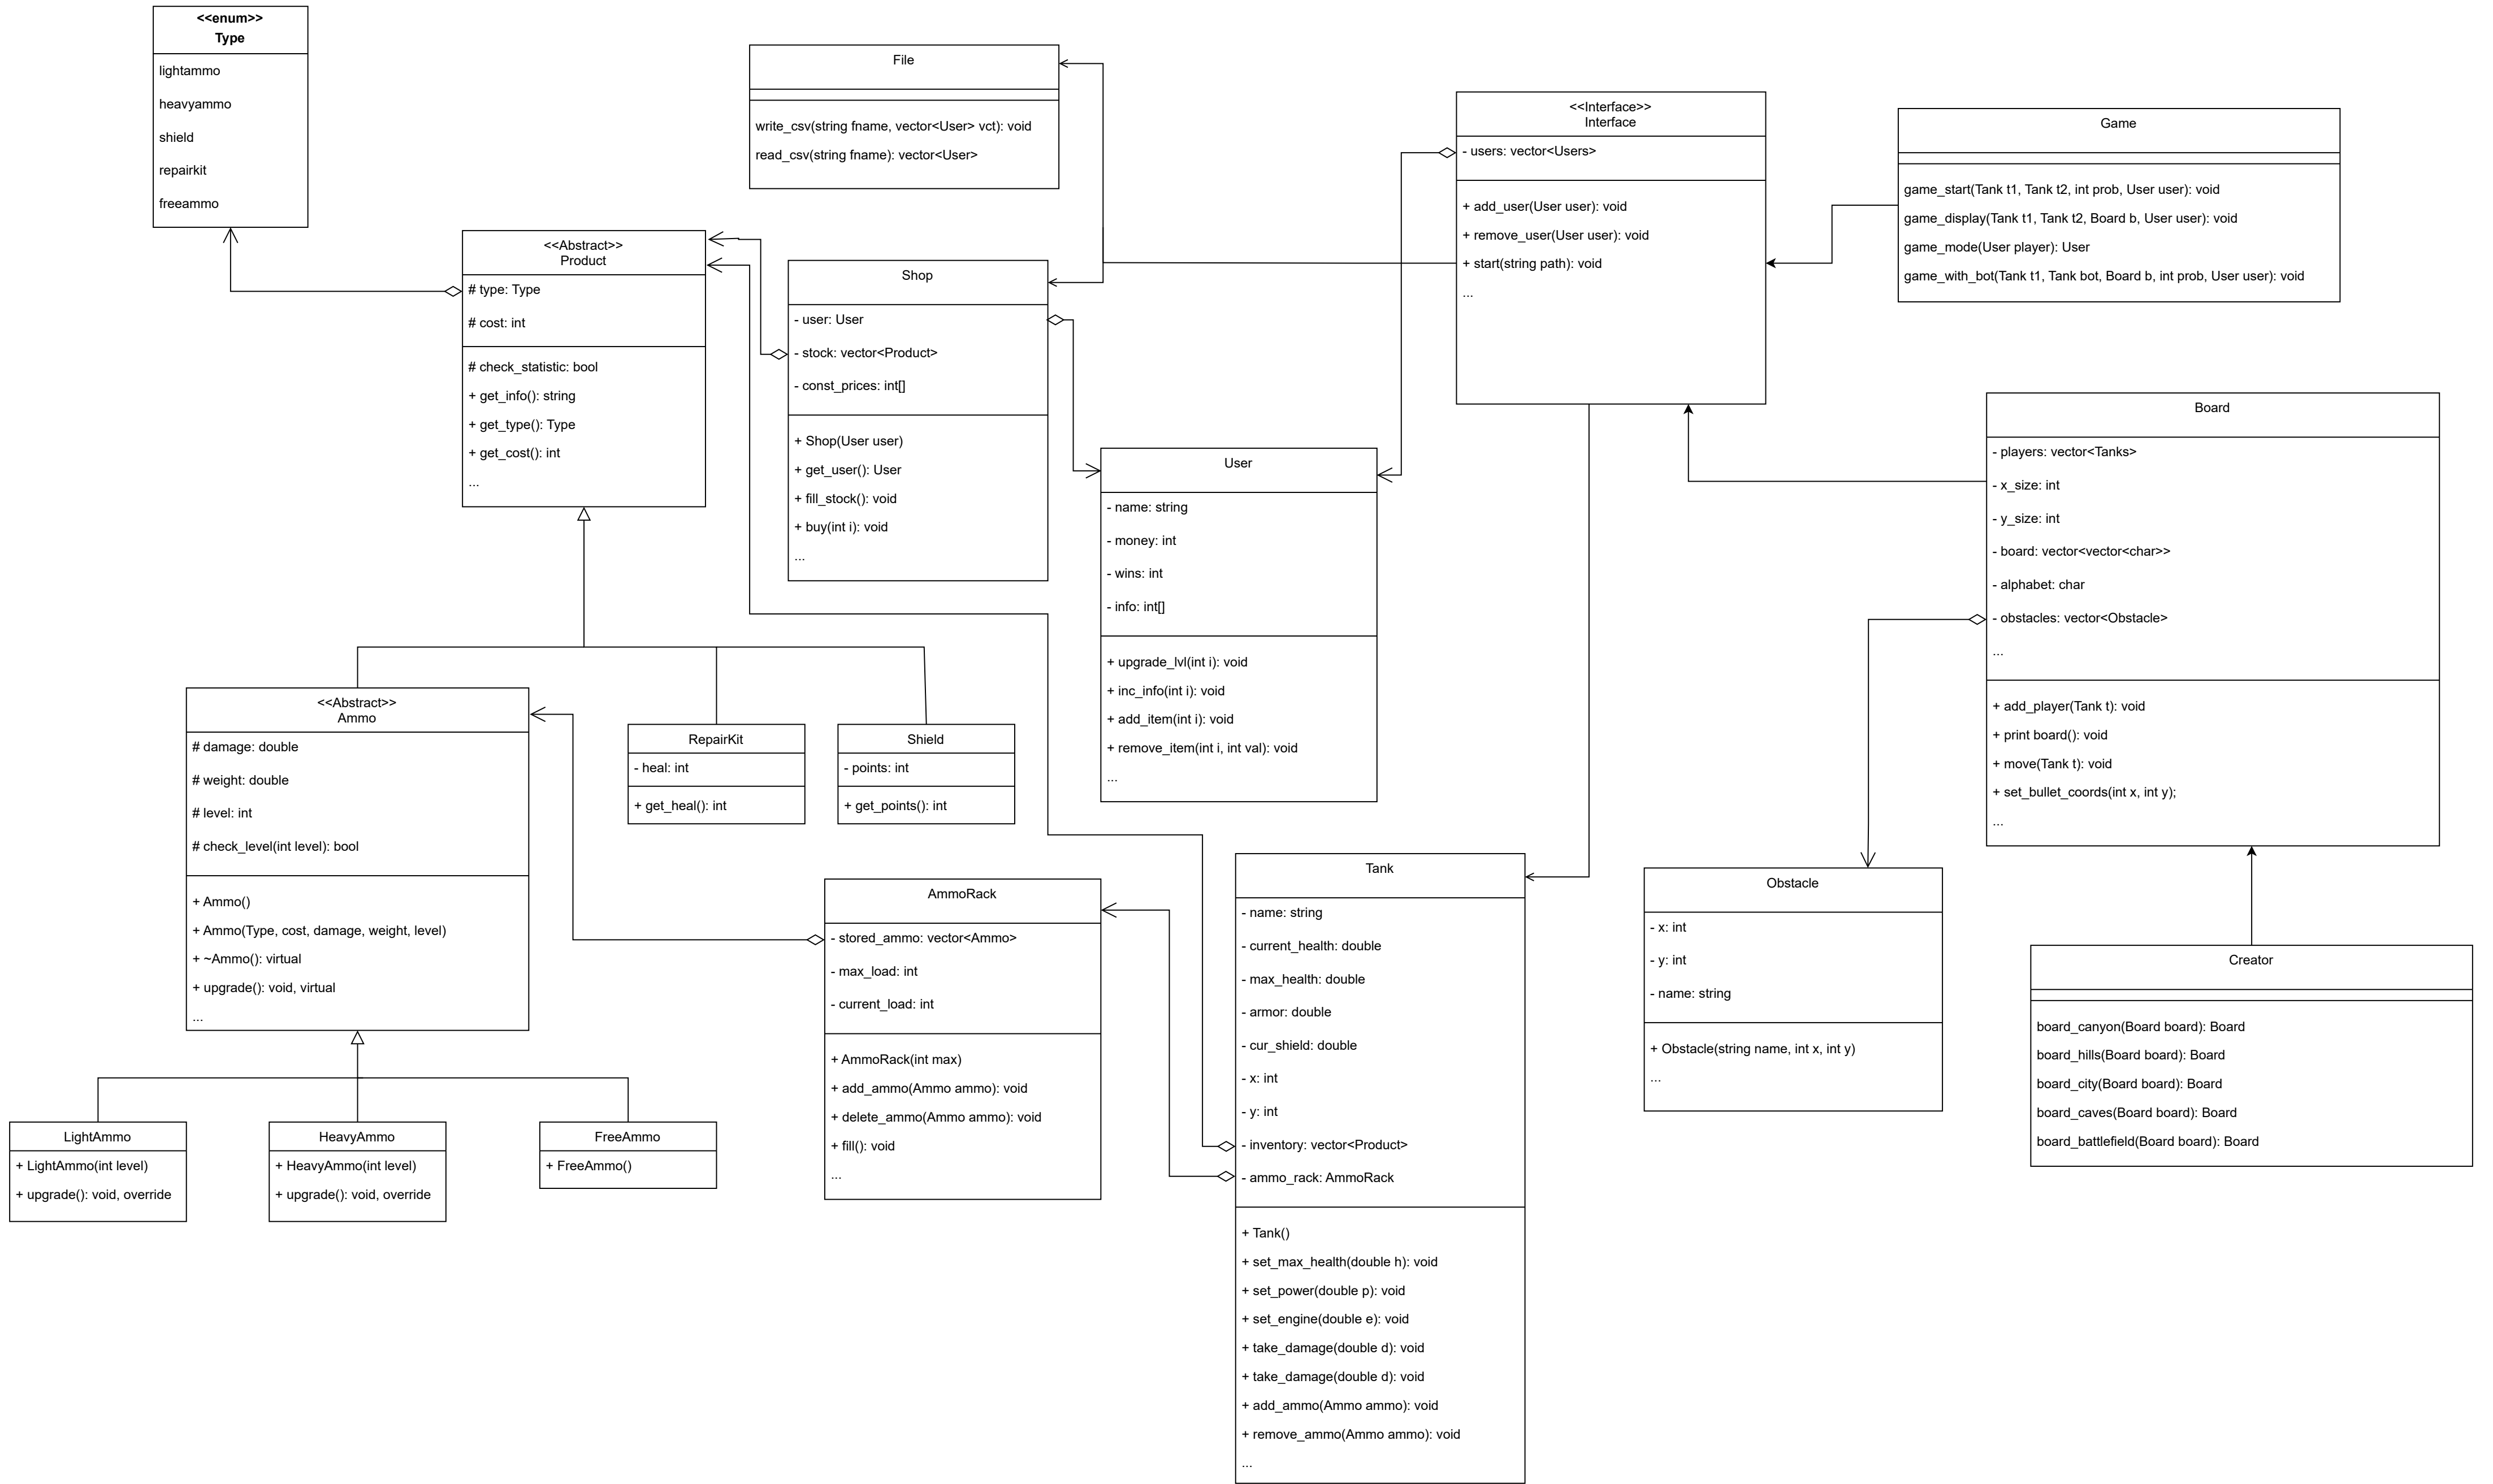 <<enum>>
Type
lightammo
heavyammo
shield
repairkit
freeammo
File
write_csv(string fname, vector<User> vct): void
read_csv(string fname): vector<User>
<<Interface>>
Interface
- users: vector<Users>
+ add_user(User user): void
+ remove_user(User user): void
+ start(string path): void
...
Game
game_start(Tank t1, Tank t2, int prob, User user): void
game_display(Tank t1, Tank t2, Board b, User user): void
game_mode(User player): User
game_with_bot(Tank t1, Tank bot, Board b, int prob, User user): void
<<Abstract>>
Product
# type: Type
# cost: int
# check_statistic: bool
+ get_info(): string
+ get_type(): Type
+ get_cost(): int
...
Shop
- user: User
- stock: vector<Product>
- const_prices: int[]
+ Shop(User user)
+ get_user(): User
+ fill_stock(): void
+ buy(int i): void
...
User
- name: string
- money: int
- wins: int
- info: int[]
+ upgrade_lvl(int i): void
+ inc_info(int i): void
+ add_item(int i): void
+ remove_item(int i, int val): void
...
Board
- players: vector<Tanks>
- x_size: int
- y_size: int
- board: vector<vector<char>>
- alphabet: char
- obstacles: vector<Obstacle>
...
+ add_player(Tank t): void
+ print board(): void
+ move(Tank t): void
+ set_bullet_coords(int x, int y);
...
<<Abstract>>
Ammo
# damage: double
# weight: double
# level: int
# check_level(int level): bool
+ Ammo()
+ Ammo(Type, cost, damage, weight, level)
+ ~Ammo(): virtual
+ upgrade(): void, virtual
...
RepairKit
- heal: int
+ get_heal(): int
Shield
- points: int
+ get_points(): int
AmmoRack
- stored_ammo: vector<Ammo>
- max_load: int
- current_load: int
+ AmmoRack(int max)
+ add_ammo(Ammo ammo): void
+ delete_ammo(Ammo ammo): void
+ fill(): void
...
Tank
- name: string
- current_health: double
- max_health: double
- armor: double
- cur_shield: double
- x: int
- y: int
- inventory: vector<Product>
- ammo_rack: AmmoRack
+ Tank()
+ set_max_health(double h): void
+ set_power(double p): void
+ set_engine(double e): void
+ take_damage(double d): void
+ take_damage(double d): void
+ add_ammo(Ammo ammo): void
+ remove_ammo(Ammo ammo): void
...
Obstacle
- x: int
- y: int
- name: string
+ Obstacle(string name, int x, int y)
...
Creator
board_canyon(Board board): Board
board_hills(Board board): Board
board_city(Board board): Board
board_caves(Board board): Board
board_battlefield(Board board): Board
LightAmmo
+ LightAmmo(int level)
+ upgrade(): void, override
HeavyAmmo
+ HeavyAmmo(int level)
+ upgrade(): void, override
FreeAmmo
+ FreeAmmo()